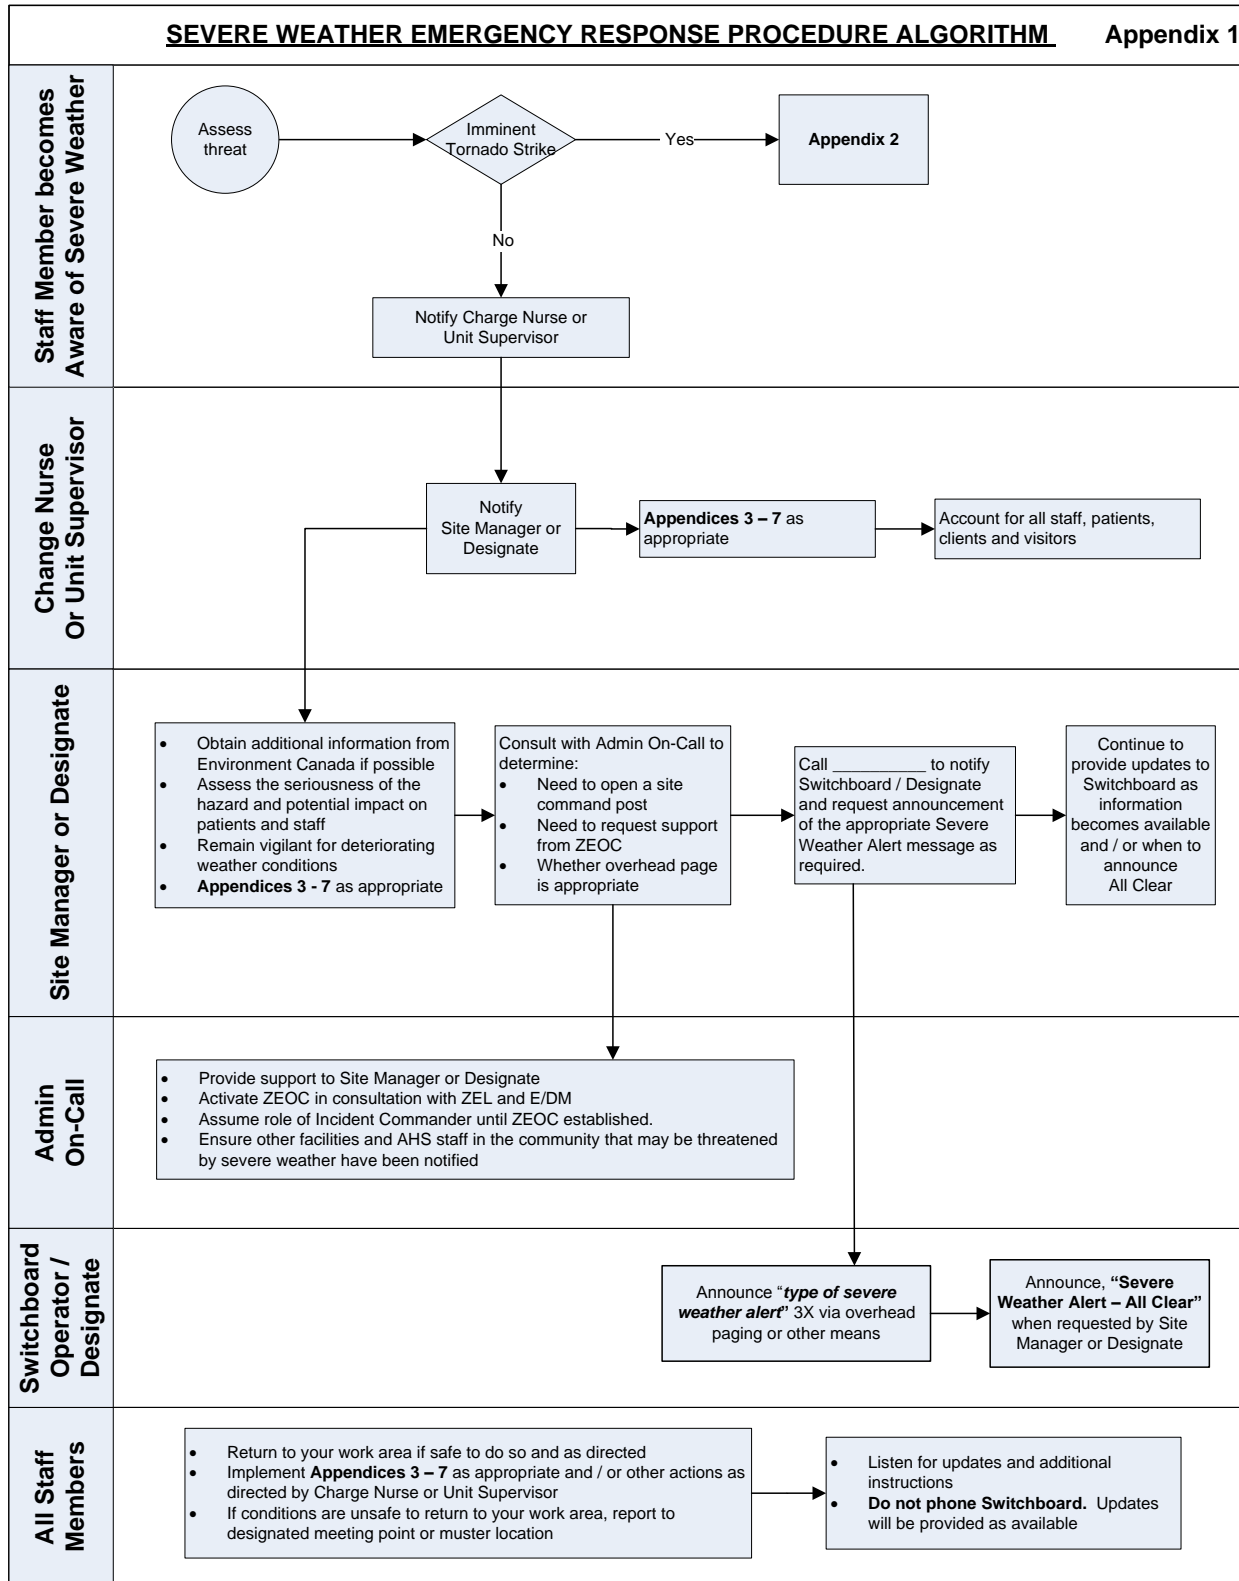 SEVERE WEATHER EMERGENCY RESPONSE PROCEDURE ALGORITHM Appendix 1
Staff Member becomes
Aware of Severe Weather
Assess
threat
Imminent
Tornado Strike
Yes
Appendix 2
No
Notify Charge Nurse or
Unit Supervisor
Change Nurse
Or Unit Supervisor
Notify
Site Manager or
Designate
Appendices 3 – 7 as
appropriate
Account for all staff, patients,
clients and visitors
Site Manager or Designate
• Obtain additional information from
Environment Canada if possible
• Assess the seriousness of the
hazard and potential impact on
patients and staff
• Remain vigilant for deteriorating
weather conditions
• Appendices 3 - 7 as appropriate
Consult with Admin On-Call to
determine:
• Need to open a site
command post
• Need to request support
from ZEOC
• Whether overhead page
is appropriate
Call ___________ to notify
Switchboard / Designate
and request announcement
of the appropriate Severe
Weather Alert message as
required.
Continue to
provide updates to
Switchboard as
information
becomes available
and / or when to
announce
All Clear
Admin
On-Call
• Provide support to Site Manager or Designate
• Activate ZEOC in consultation with ZEL and E/DM
• Assume role of Incident Commander until ZEOC established.
• Ensure other facilities and AHS staff in the community that may be threatened
by severe weather have been notified
Switchboard
Operator /
Designate
Announce “type of severe
weather alert” 3X via overhead
paging or other means
Announce, “Severe
Weather Alert – All Clear”
when requested by Site
Manager or Designate
All Staff
Members
• Return to your work area if safe to do so and as directed
• Implement Appendices 3 – 7 as appropriate and / or other actions as
directed by Charge Nurse or Unit Supervisor
• If conditions are unsafe to return to your work area, report to
designated meeting point or muster location
• Listen for updates and additional
instructions
• Do not phone Switchboard. Updates
will be provided as available